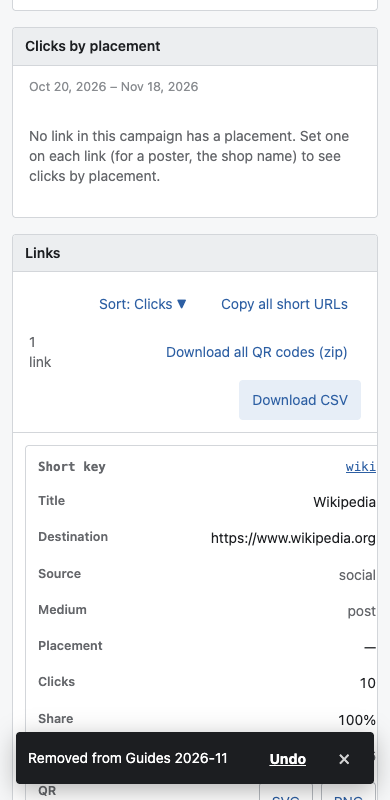 Clicks by placement
Oct 20, 2026 – Nov 18, 2026
No link in this campaign has a placement. Set one
on each link (for a poster, the shop name) to see
clicks by placement.
Links
Sort: Clicks ▼
Copy all short URLs
1
link
Download all QR codes (zip)
Download CSV
Short key wiki
Title Wikipedia
Destination https://www.wikipedia.org
Source social
Medium post
Placement —
Clicks 10
Share 100%
Removed from Guides 2026-11 Undo ✕
QR SVG PNG